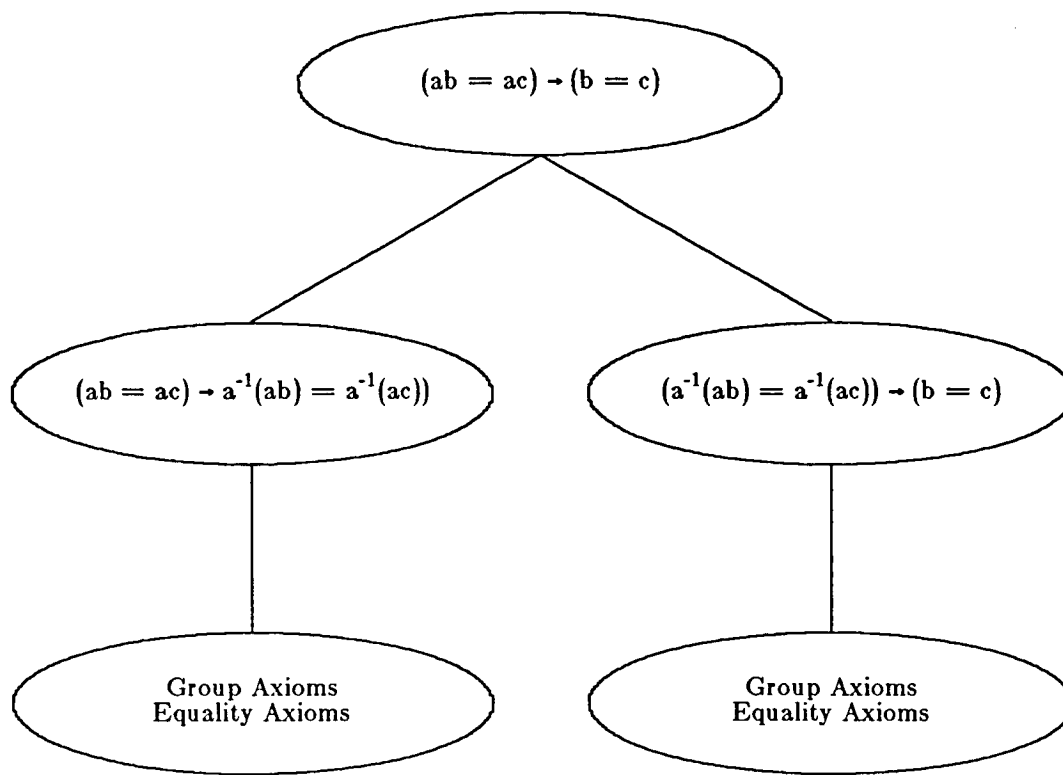 (ab = ac) → (b = c)
(ab = ac) → a⁻¹(ab) = a⁻¹(ac))
(a⁻¹(ab) = a⁻¹(ac)) → (b = c)
Group Axioms
Equality Axioms
Group Axioms
Equality Axioms